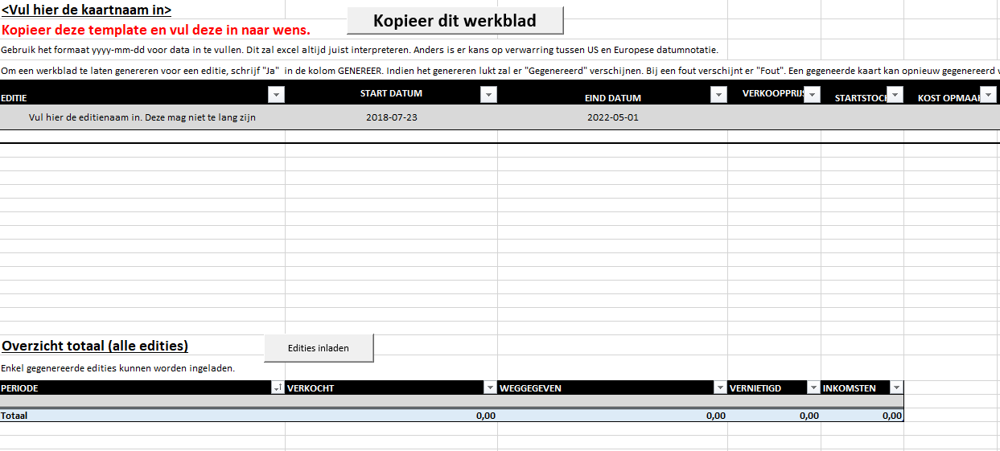 <Vul hier de kaartnaam in>
Kopieer dit werkblad
Kopieer deze template en vul deze in naar wens.
Gebruik het formaat yyyy-mm-dd voor data in te vullen. Dit zal excel altijd juist interpreteren. Anders is er kans op verwarring tussen US en Europese datumnotatie.
Om een werkblad te laten genereren voor een editie, schrijf "Ja" in de kolom GENEREER. Indien het genereren lukt zal er "Gegenereerd" verschijnen. Bij een fout verschijnt er "Fout". Een gegeneerde kaart kan opnieuw gegenereerd
EDITIE START DATUM EIND DATUM VERKOOPPRIJS STARTSTOC KOST OPMAA
Vul hier de editienaam in. Deze mag niet te lang zijn 2018-07-23 2022-05-01
Overzicht totaal (alle edities)
Edities inladen
Enkel gegenereerde edities kunnen worden ingeladen.
PERIODE VERKOCHT WEGGEGEVEN VERNIETIGD INKOMSTEN
Totaal 0,00 0,00 0,00 0,00